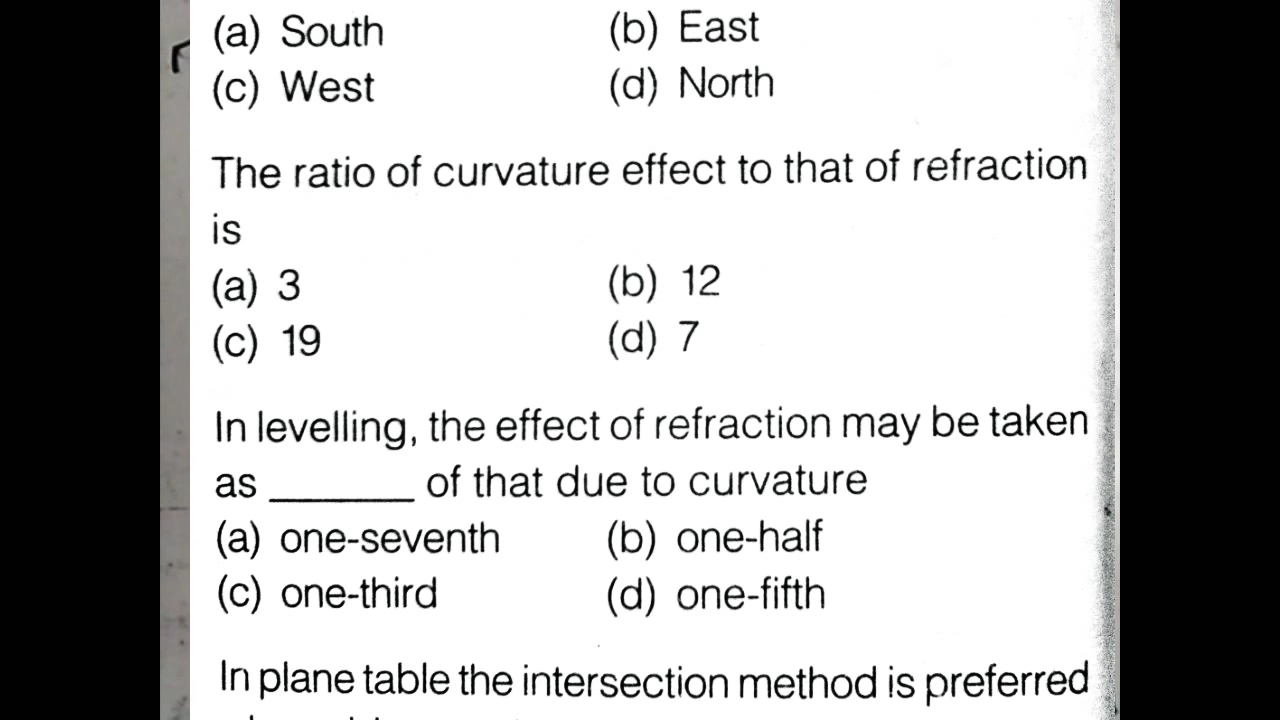 (a) South (b) East
(c) West (d) North
The ratio of curvature effect to that of refraction
is
(a) 3 (b) 12
(c) 19 (d) 7
In levelling, the effect of refraction may be taken
as ______ of that due to curvature
(a) one-seventh (b) one-half
(c) one-third (d) one-fifth
In plane table the intersection method is preferred